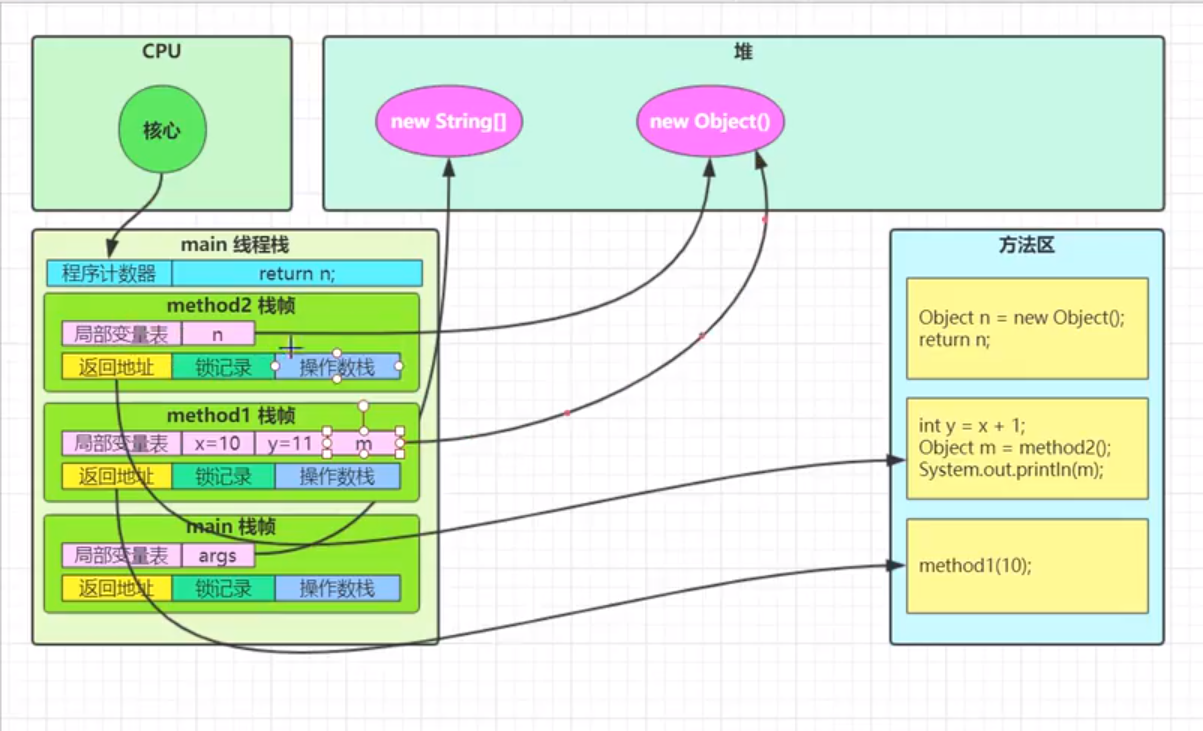 CPU
核心
堆
new String[]
new Object()
main 线程栈
程序计数器 return n;
method2 栈帧
局部变量表 n
返回地址 锁记录 操作数栈
method1 栈帧
局部变量表 x=10 y=11 m
返回地址 锁记录 操作数栈
main 栈帧
局部变量表 args
返回地址 锁记录 操作数栈
方法区
Object n = new Object();
return n;
int y = x + 1;
Object m = method2();
System.out.println(m);
method1(10);